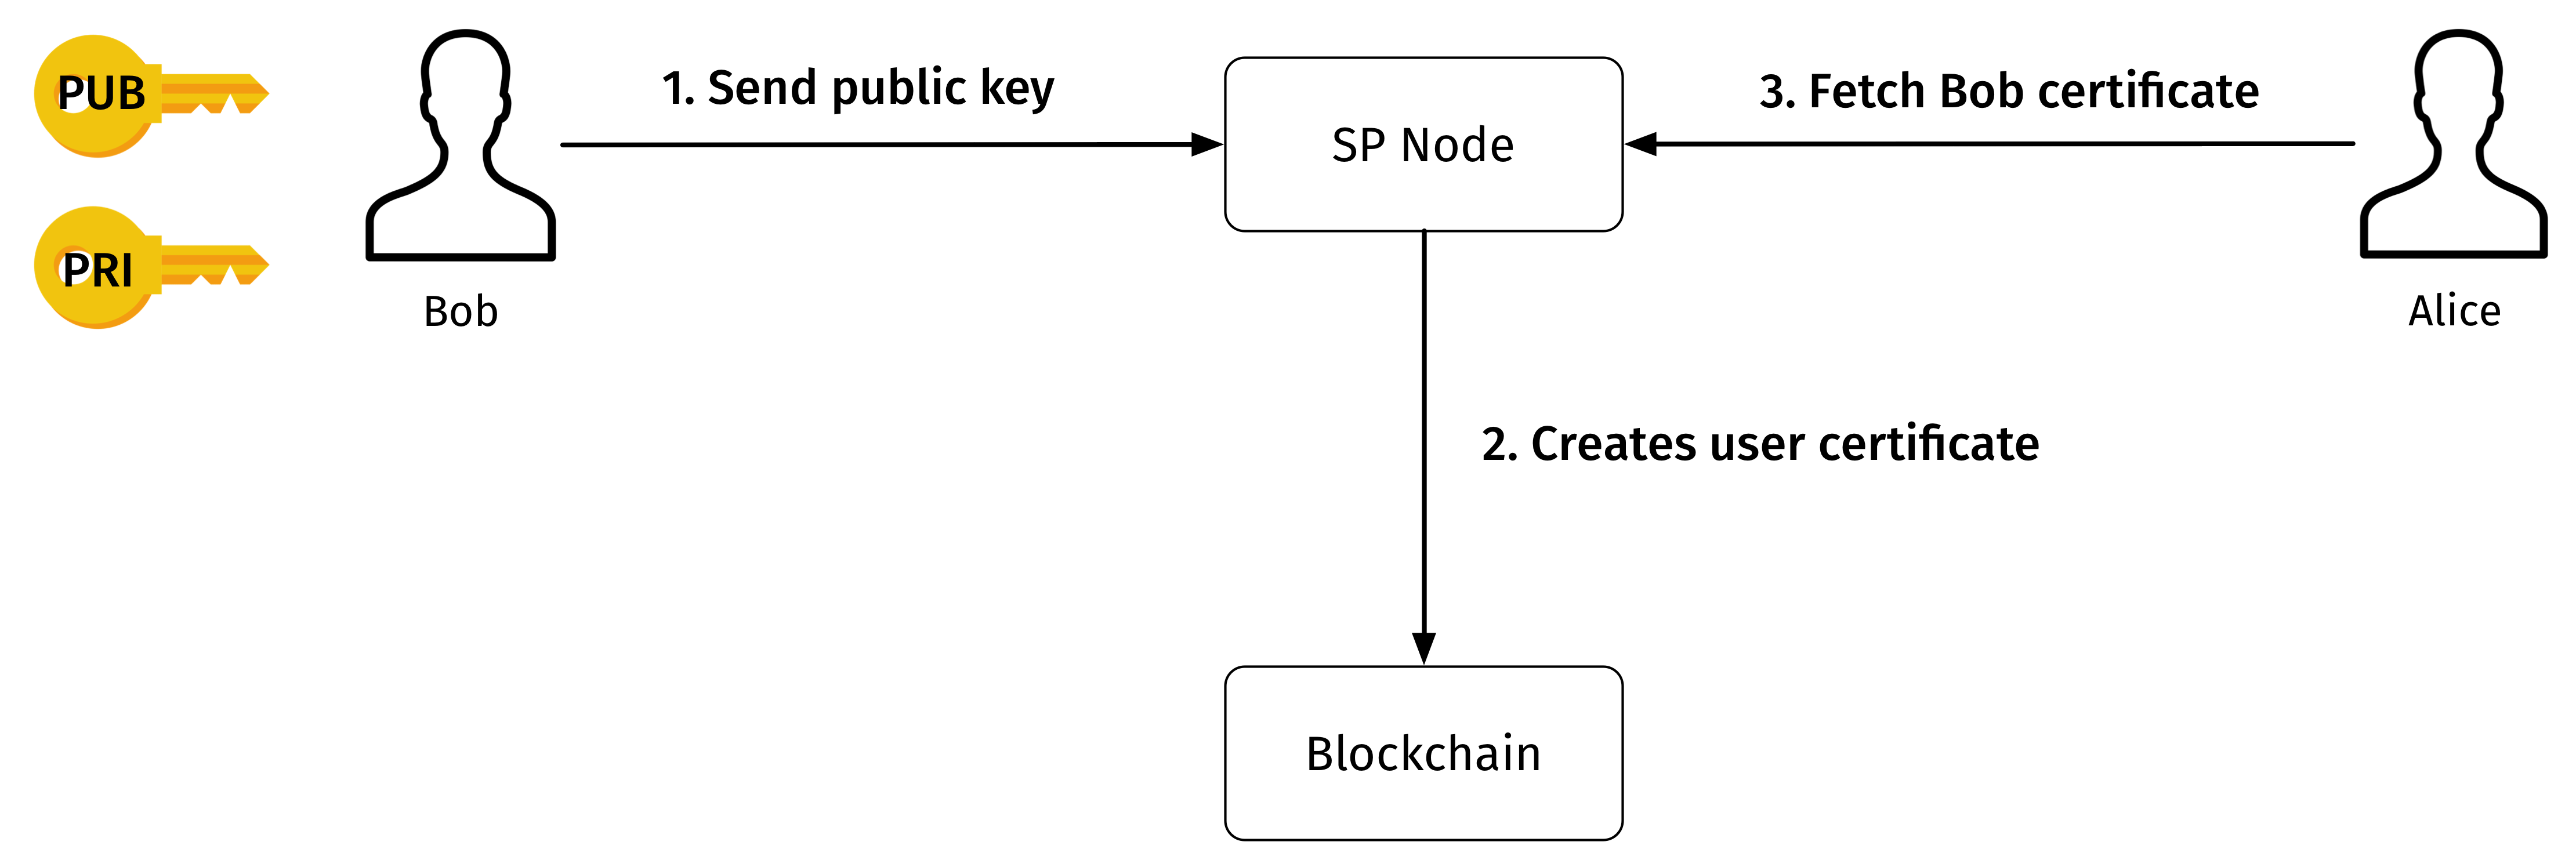 PUB
1. Send public key
SP Node
3. Fetch Bob certificate
PRI
Bob
Alice
2. Creates user certificate
Blockchain